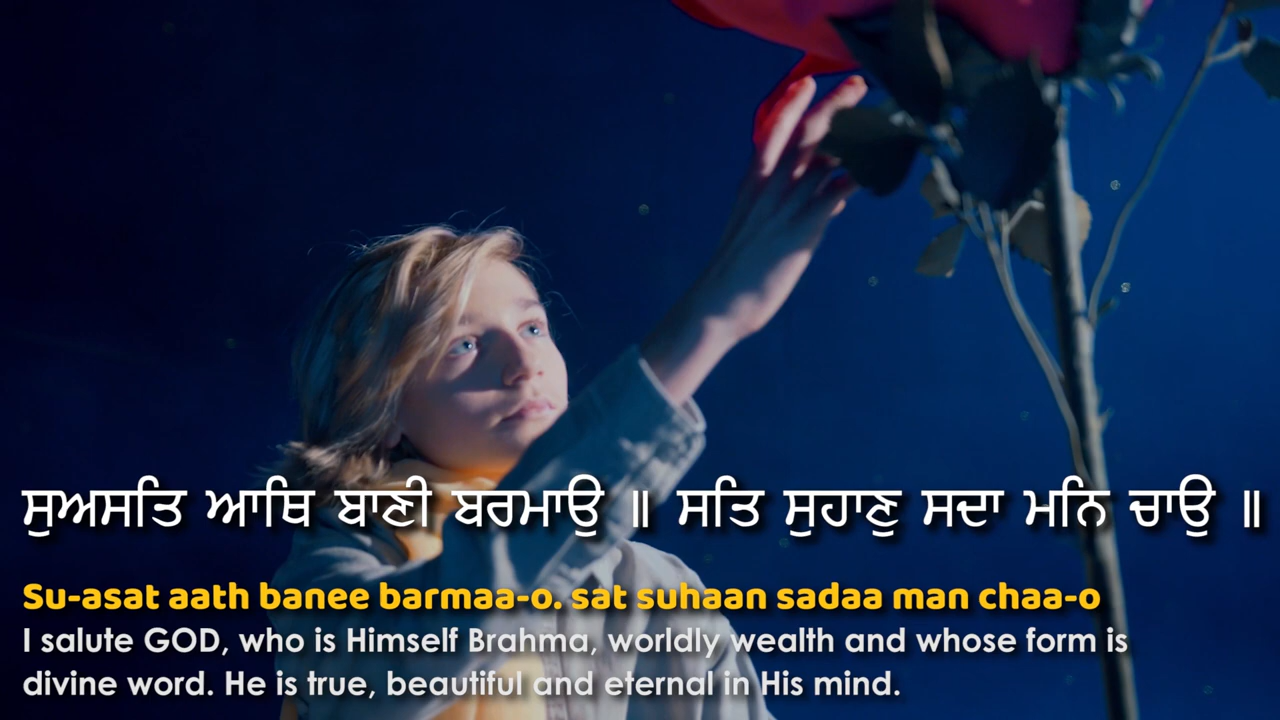 ਸੁਅਸਤਿ ਆਥਿ ਬਾਣੀ ਬਰਮਾਉ ॥ ਸਤਿ ਸੁਹਾਣੁ ਸਦਾ ਮਨਿ ਚਾਉ ॥
Su-asat aath banee barmaa-o. sat suhaan sadaa man chaa-o
I salute GOD, who is Himself Brahma, worldly wealth and whose form is
divine word. He is true, beautiful and eternal in His mind.